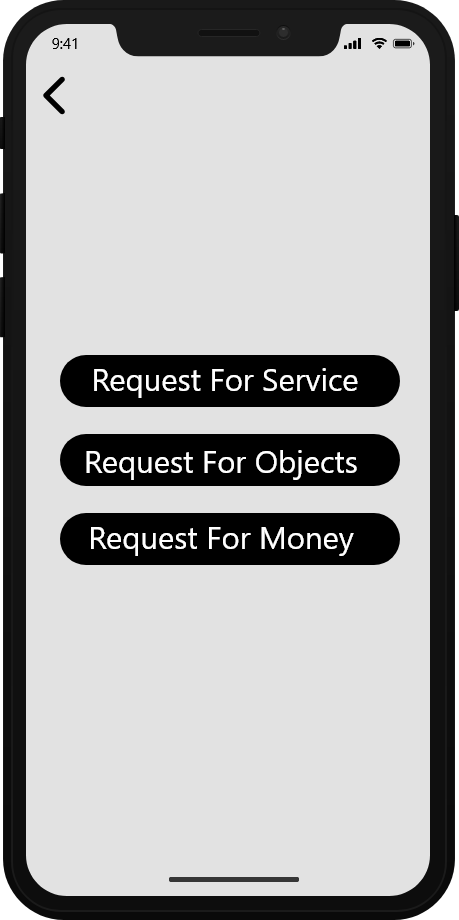 9:41
Request For Service
Request For Objects
Request For Money